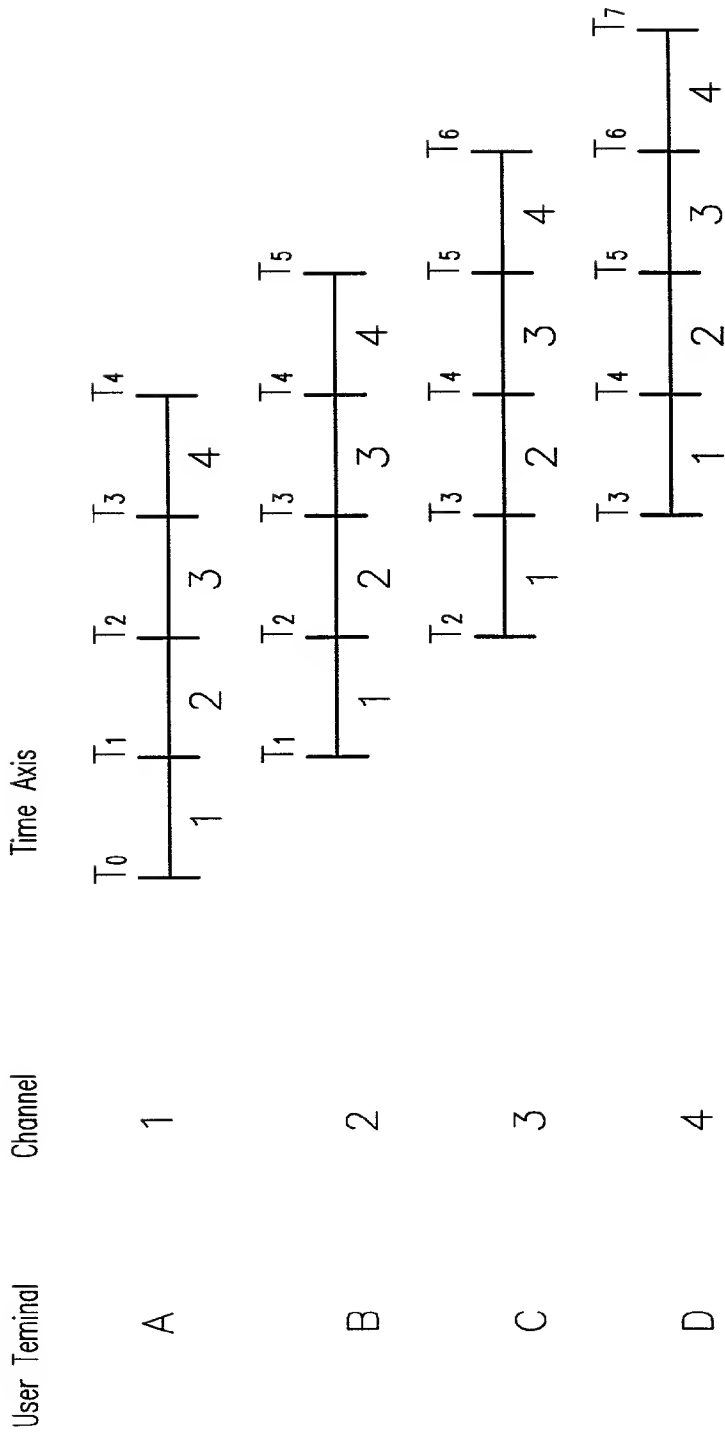 User Teminal Channel Time Axis
A 1 T0 T1 T2 T3 T4
1 2 3 4
B 2 T1 T2 T3 T4 T5
1 2 3 4
C 3 T2 T3 T4 T5 T6
1 2 3 4
D 4 T3 T4 T5 T6 T7
1 2 3 4